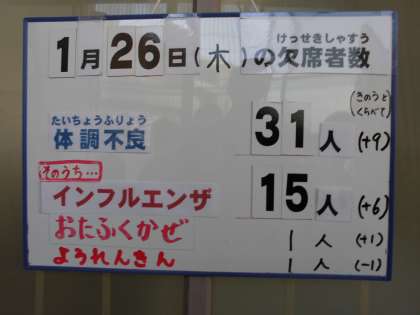 けっせきしゃすう
1月26日(木)の欠席者数
(きのうと
くらべて)
たいちょうふりょう
体調不良 31人 (+9)
そのうち…
インフルエンザ 15人 (+6)
おたふくかぜ 1人 (+1)
ようれんきん 1人 (-1)